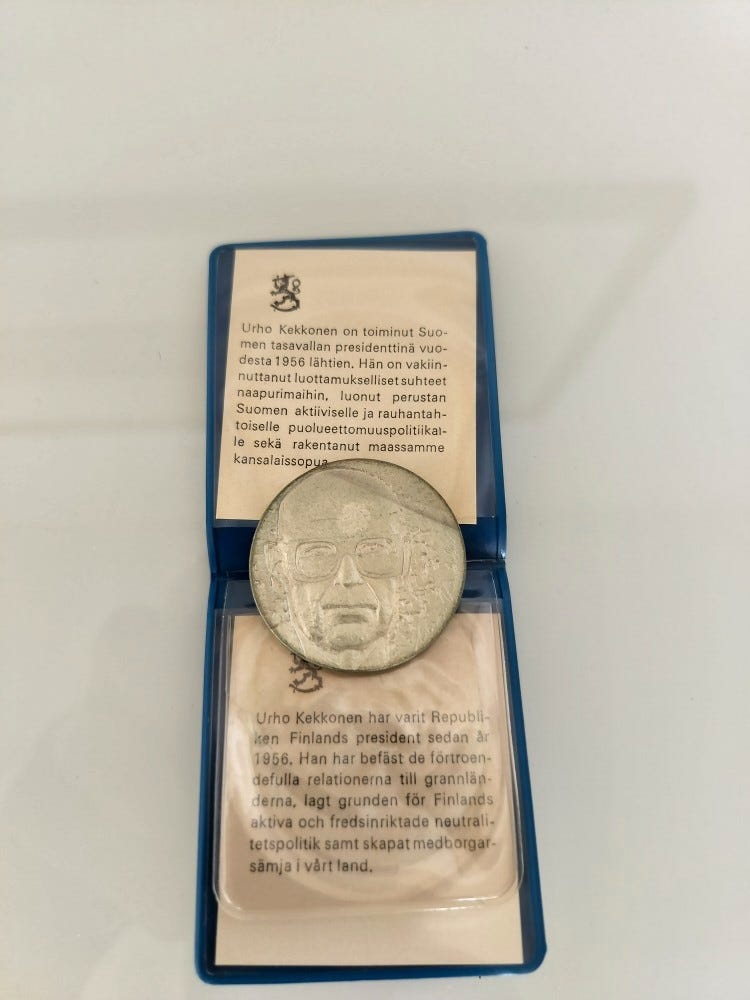 Urho Kekkonen on toiminut Suo-
men tasavallan presidenttinä vuo-
desta 1956 lähtien. Hän on vakiin-
nuttanut luottamukselliset suhteet
naapurimaihin, luonut perustan
Suomen aktiiviselle ja rauhantah-
toiselle puolueettomuuspolitiikal-
le sekä rakentanut maassamme
kansalaissopua
Urho Kekkonen har varit Republi-
ken Finlands president sedan år
1956. Han har befäst de förtroen-
defulla relationerna till grannlän-
derna, lagt grunden för Finlands
aktiva och fredsinriktade neutrali-
tetspolitik samt skapat medborgar-
sämja i vårt land.